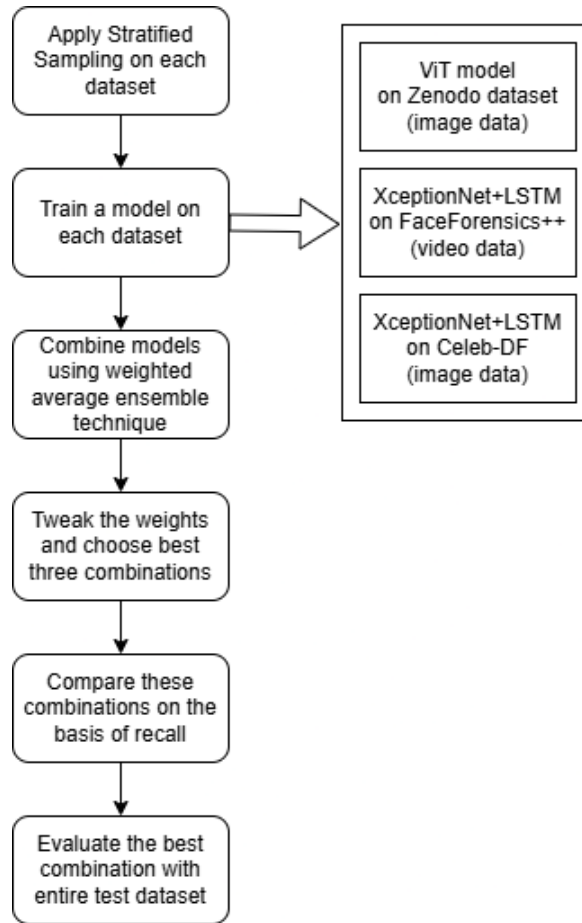 Apply Stratified
Sampling on each
dataset
Train a model on
each dataset
Combine models
using weighted
average ensemble
technique
Tweak the weights
and choose best
three combinations
Compare these
combinations on the
basis of recall
Evaluate the best
combination with
entire test dataset
ViT model
on Zenodo dataset
(image data)
XceptionNet+LSTM
on FaceForensics++
(video data)
XceptionNet+LSTM
on Celeb-DF
(image data)